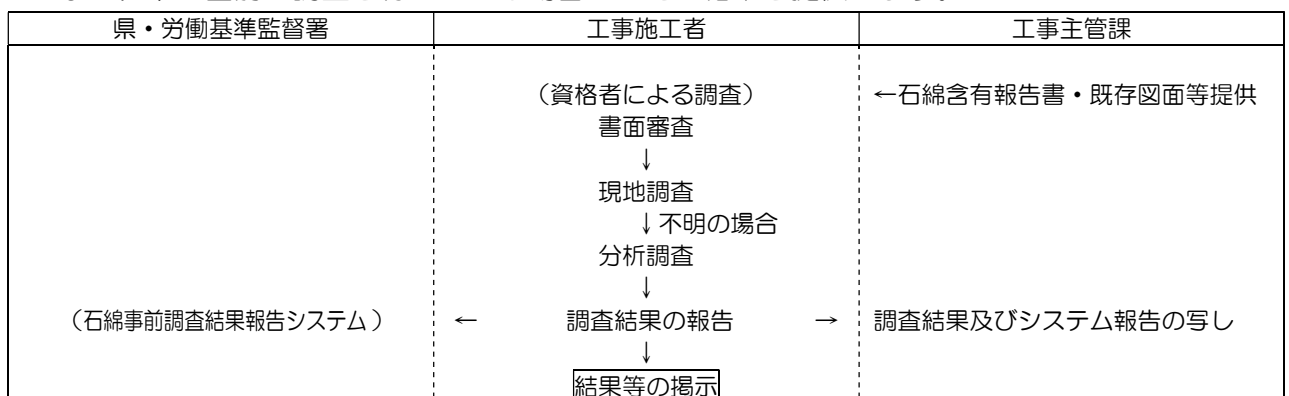 県・労働基準監督署 工事施工者 工事主管課
（資格者による調査） ←石綿含有報告書・既存図面等提供
書面審査
↓
現地調査
↓不明の場合
分析調査
↓
（石綿事前調査結果報告システム） ← 調査結果の報告 → 調査結果及びシステム報告の写し
↓
結果等の掲示